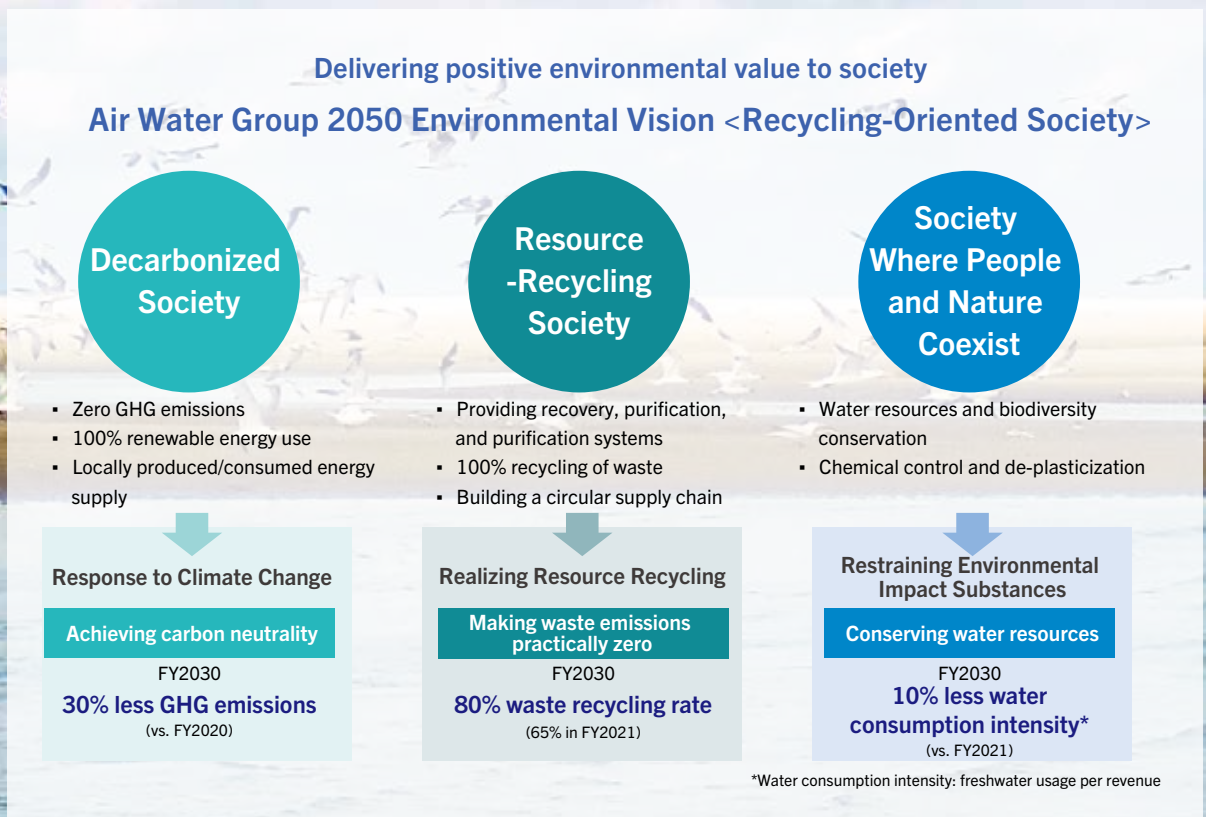 Delivering positive environmental value to society
Air Water Group 2050 Environmental Vision <Recycling-Oriented Society>
Decarbonized
Society
▪ Zero GHG emissions
▪ 100% renewable energy use
▪ Locally produced/consumed energy
supply
Response to Climate Change
Achieving carbon neutrality
FY2030
30% less GHG emissions
(vs. FY2020)
Resource
-Recycling
Society
▪ Providing recovery, purification,
and purification systems
▪ 100% recycling of waste
▪ Building a circular supply chain
Realizing Resource Recycling
Making waste emissions
practically zero
FY2030
80% waste recycling rate
(65% in FY2021)
Society
Where People
and Nature
Coexist
▪ Water resources and biodiversity
conservation
▪ Chemical control and de-plasticization
Restraining Environmental
Impact Substances
Conserving water resources
FY2030
10% less water
consumption intensity*
(vs. FY2021)
*Water consumption intensity: freshwater usage per revenue